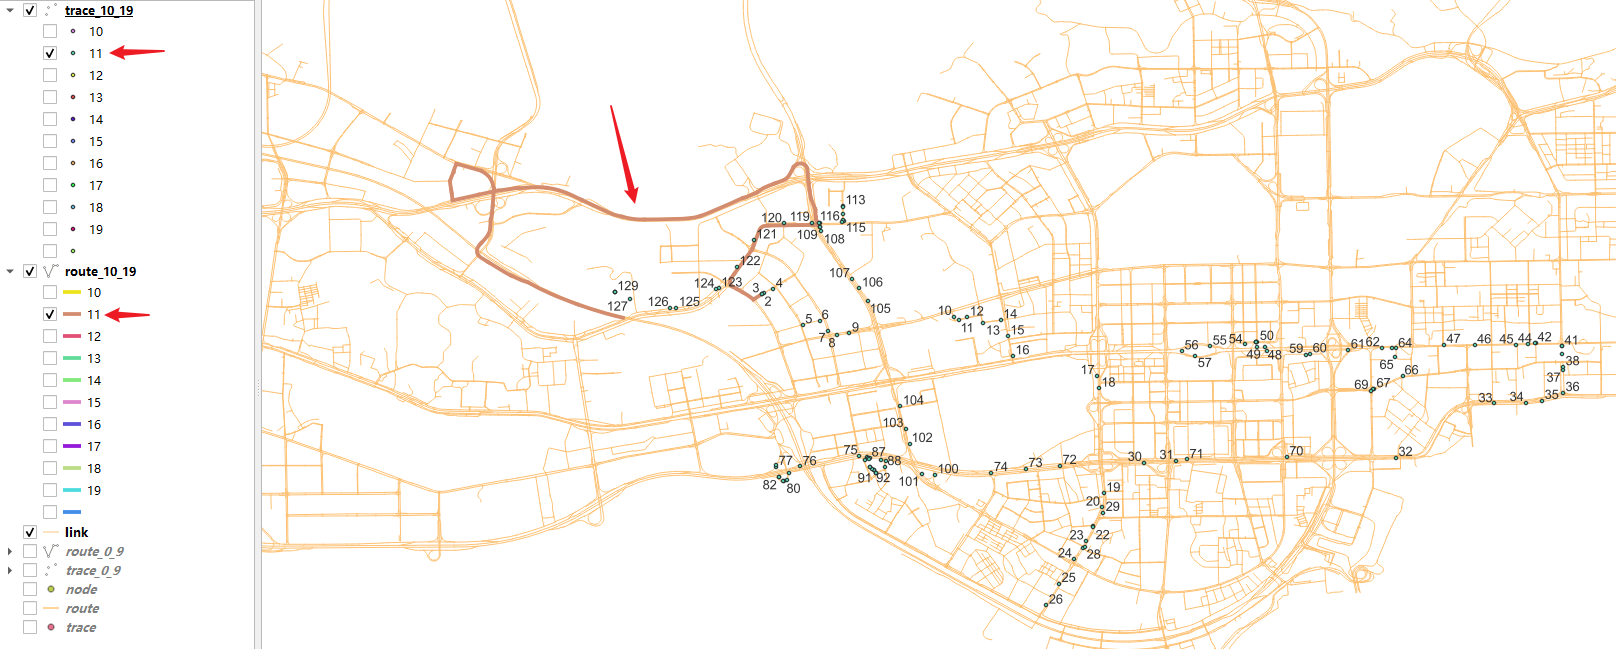 trace_10_19
10
11
12
13
14
15
16
17
18
19
route_10_19
10
11
12
13
14
15
16
17
18
19
link
route_0_9
trace_0_9
node
route
trace
113
120 119 116
115
121 109 108
122
107 106
129 124 123 3 4
2
127 126 125 105
5 6 10 12 14
7 9 11 13 15
8
16
56 55 54 50 59 60 61 62 64 47 46 45 44 42 41
57 49 48 65 38
17 66 37
18 69 67 36
33 34 35
104
103
102
75 87 88 76 77
91 92 101 100 74 73 72 30 31 71 70 32
82 80
19
20 29
23 22
24 28
25
26